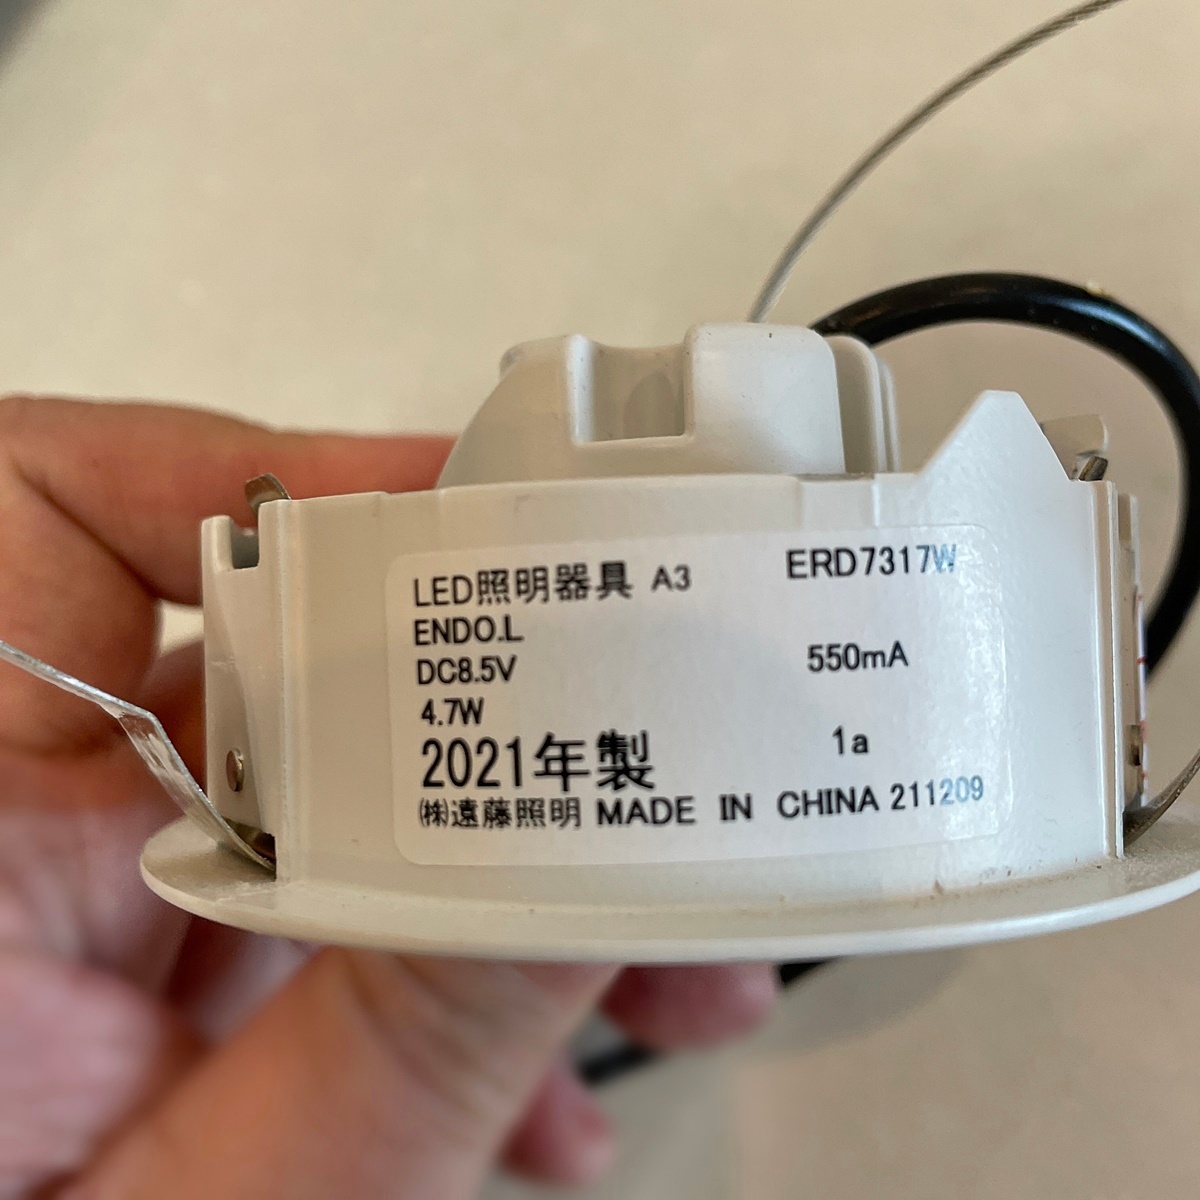 LED照明器具 A3 ERD7317W
ENDO.L
DC8.5V 550mA
4.7W
2021年製 1a
㈱遠藤照明 MADE IN CHINA 211209